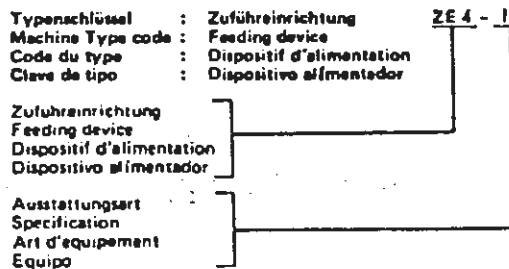 Typenschlüssel : Zuführeinrichtung ZE 4 - I
Machine Type code : Feeding device
Code du type : Dispositif d'alimentation
Clave de tipo : Dispositivo alimentador
Zuführeinrichtung
Feeding device
Dispositif d'alimentation
Dispositivo alimentador
Ausstattungsart
Specification
Art d'equipement
Equipo